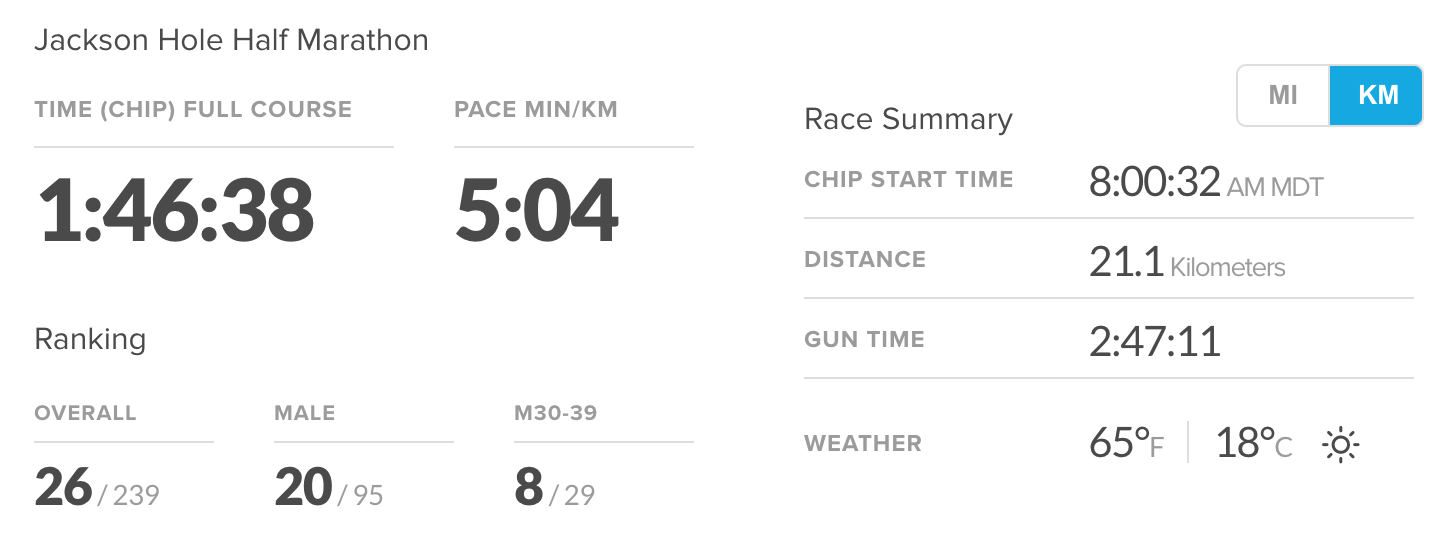 Jackson Hole Half Marathon
TIME (CHIP) FULL COURSE PACE MIN/KM
1:46:38 5:04
Ranking
OVERALL MALE M30-39
26 / 239 20 / 95 8 / 29
MI KM
Race Summary
CHIP START TIME 8:00:32 AM MDT
DISTANCE 21.1 Kilometers
GUN TIME 2:47:11
WEATHER 65°F 18°C